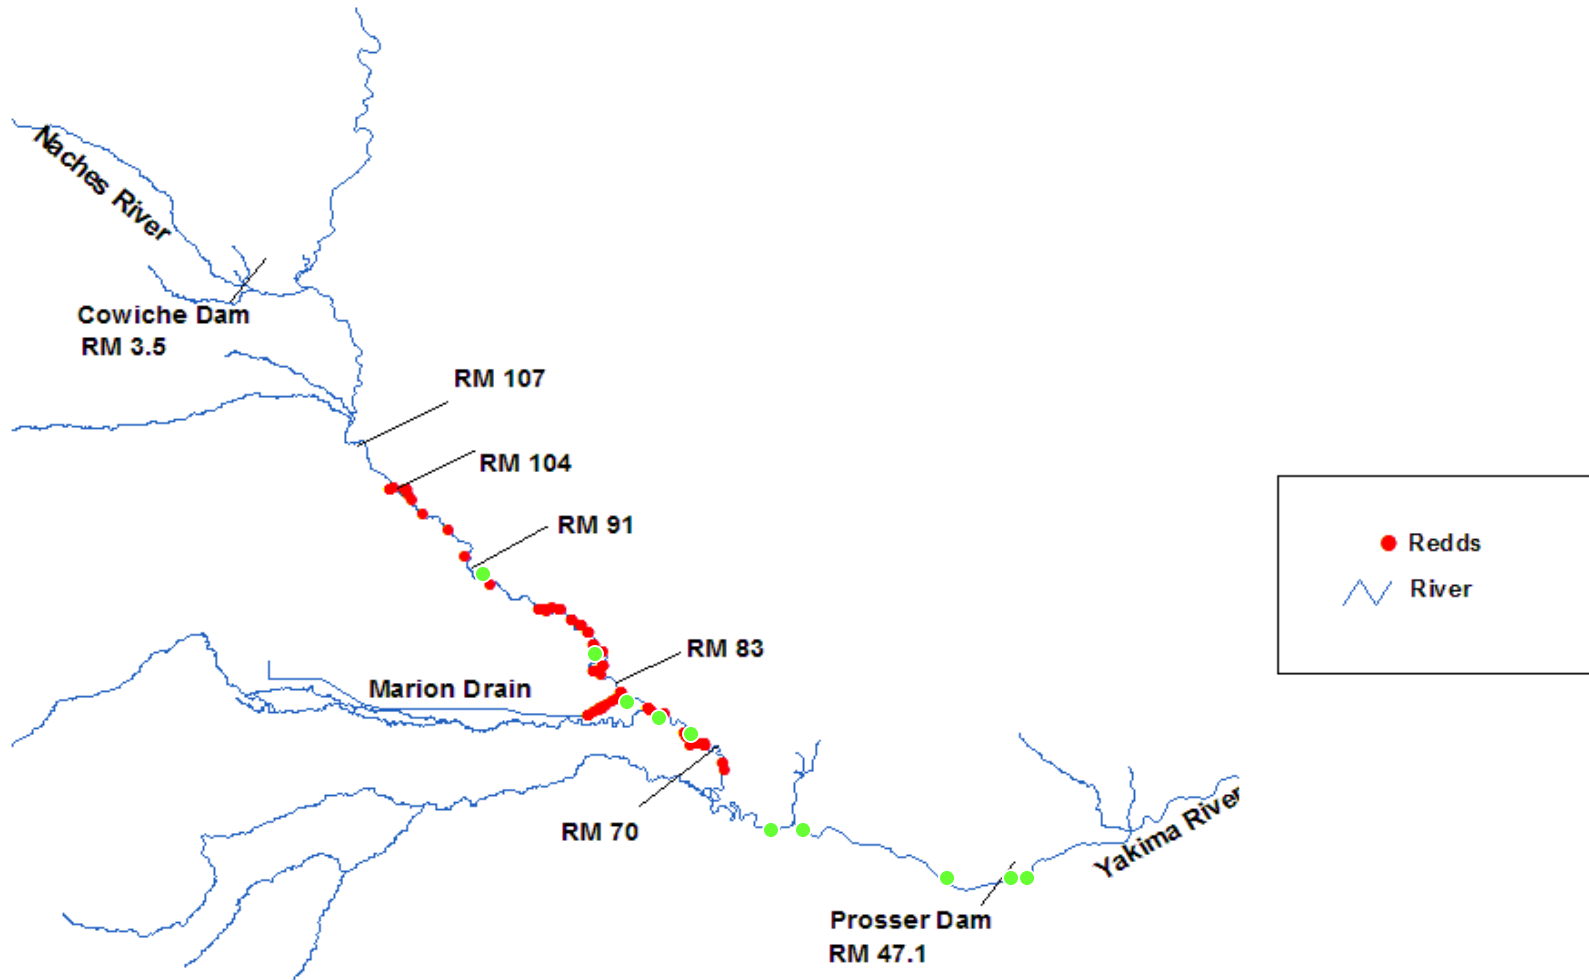 Naches River
Cowiche Dam
RM 3.5
RM 107
RM 104
RM 91
Redds
River
RM 83
Marion Drain
RM 70
Yakima River
Prosser Dam
RM 47.1